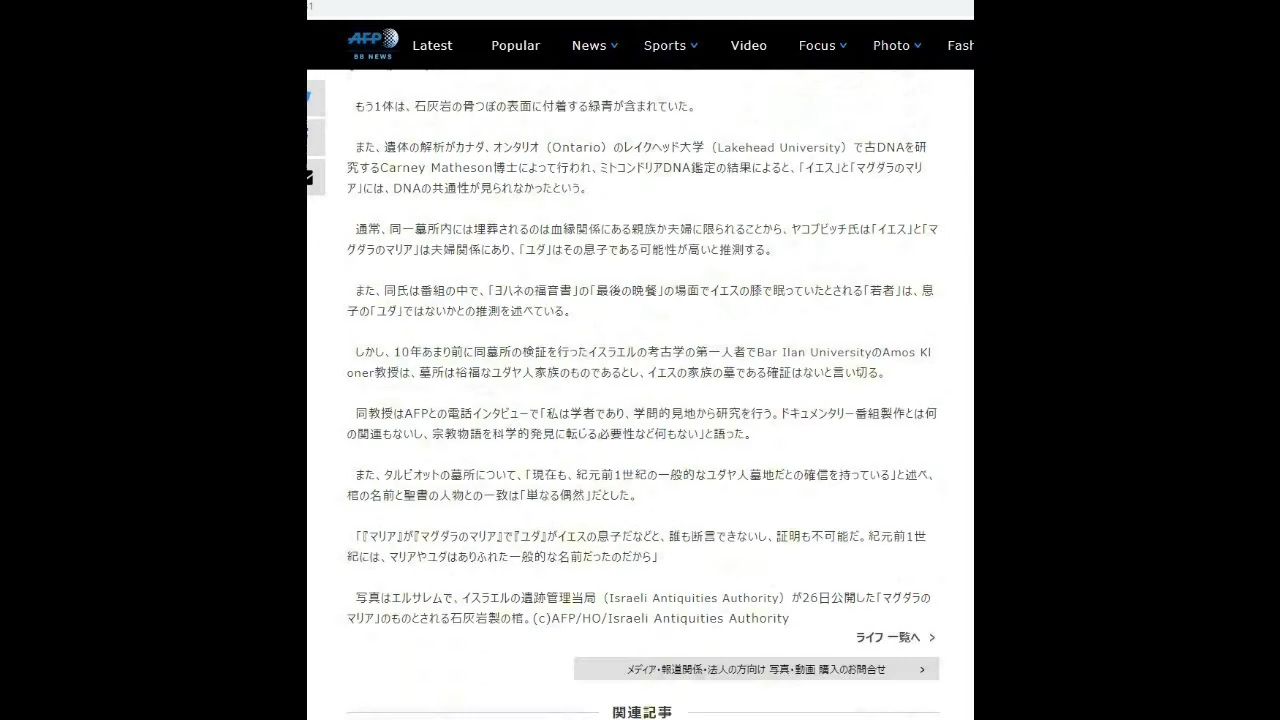 AFP
BB NEWS
Latest
Popular
News
Sports
Video
Focus
Photo
Fash
もう1体は、石灰岩の骨つぼの表面に付着する緑青が含まれていた。
また、遺体の解析がカナダ、オンタリオ（Ontario）のレイクヘッド大学（Lakehead University）で古DNAを研
究するCarney Matheson博士によって行われ、ミトコンドリアDNA鑑定の結果によると、「イエス」と「マグダラのマリ
ア」には、DNAの共通性が見られなかったという。
通常、同一墓所内には埋葬されるのは血縁関係にある親族か夫婦に限られることから、ヤコブビッチ氏は「イエス」と「マ
グダラのマリア」は夫婦関係にあり、「ユダ」はその息子である可能性が高いと推測する。
また、同氏は番組の中で、「ヨハネの福音書」の「最後の晩餐」の場面でイエスの膝で眠っていたとされる「若者」は、息
子の「ユダ」ではないかとの推測を述べている。
しかし、10年あまり前に同墓所の検証を行ったイスラエルの考古学の第一人者でBar Ilan UniversityのAmos Kl
oner教授は、墓所は裕福なユダヤ人家族のものであるとし、イエスの家族の墓である確証はないと言い切る。
同教授はAFPとの電話インタビューで「私は学者であり、学問的見地から研究を行う。ドキュメンタリー番組製作とは何
の関連もないし、宗教物語を科学的発見に転じる必要性など何もない」と語った。
また、タルピオットの墓所について、「現在も、紀元前1世紀の一般的なユダヤ人墓地だとの確信を持っている」と述べ、
棺の名前と聖書の人物との一致は「単なる偶然」だとした。
「『マリア』が『マグダラのマリア』で『ユダ』がイエスの息子だなどと、誰も断言できないし、証明も不可能だ。紀元前1世
紀には、マリアやユダはありふれた一般的な名前だったのだから」
写真はエルサレムで、イスラエルの遺跡管理当局（Israeli Antiquities Authority）が26日公開した「マグダラの
マリア」のものとされる石灰岩製の棺。(c)AFP/HO/Israeli Antiquities Authority
ライフ 一覧へ >
メディア・報道関係・法人の方向け 写真・動画 購入のお問合せ >
関連記事